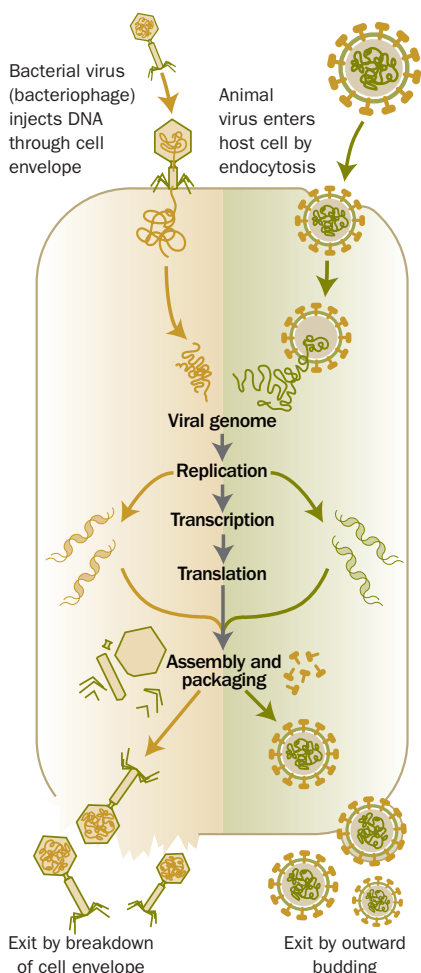 Bacterial virus
(bacteriophage)
injects DNA
through cell
envelope
Animal
virus enters
host cell by
endocytosis
Viral genome
Replication
Transcription
Translation
Assembly and
packaging
Exit by breakdown
of cell envelope
Exit by outward
budding